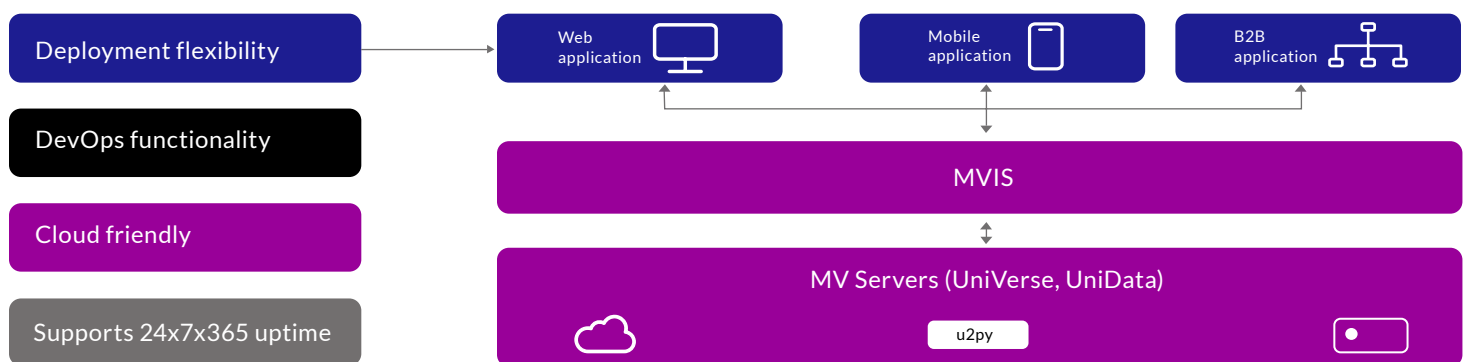 Deployment flexibility
DevOps functionality
Cloud friendly
Supports 24x7x365 uptime
Web
application
Mobile
application
B2B
application
MVIS
MV Servers (UniVerse, UniData)
u2py